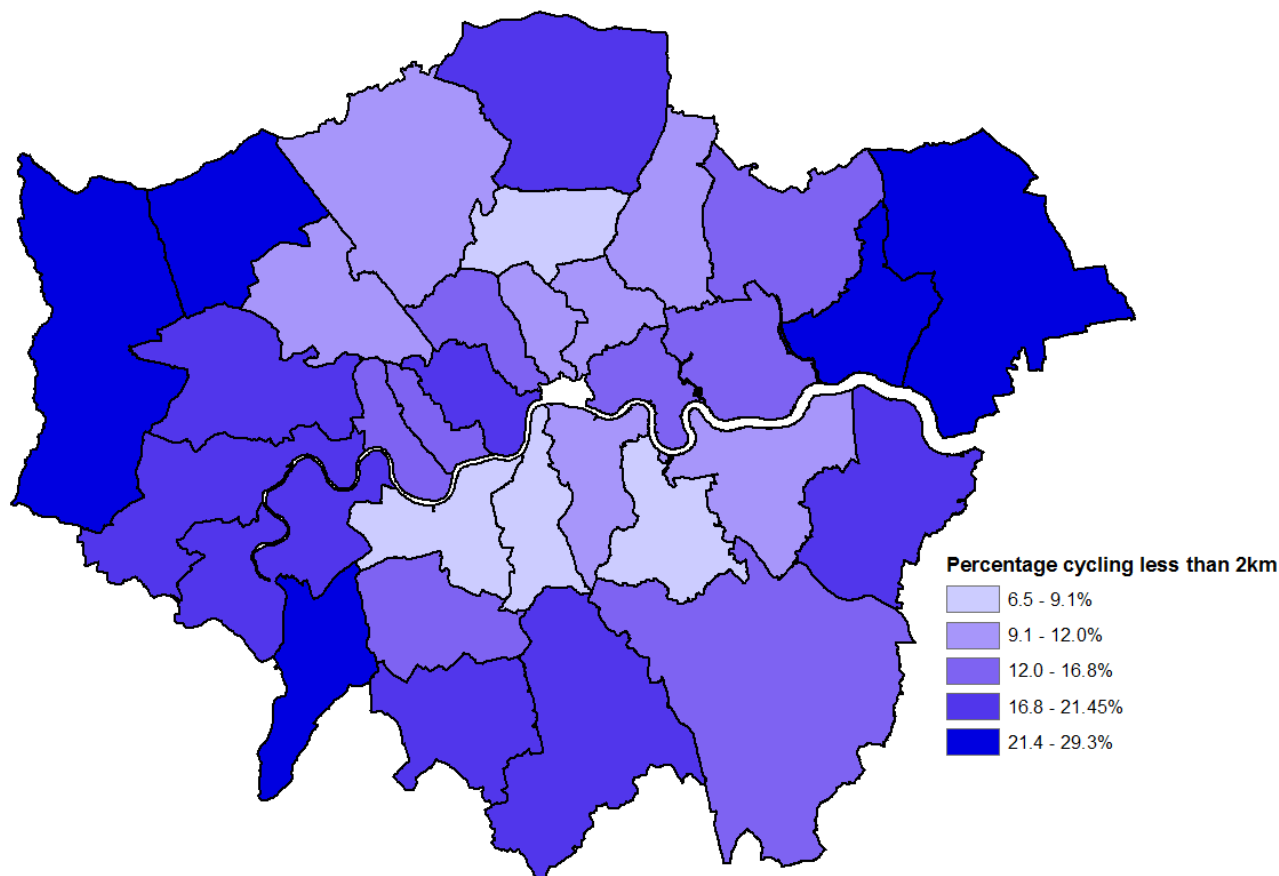 Percentage cycling less than 2km
6.5 - 9.1%
9.1 - 12.0%
12.0 - 16.8%
16.8 - 21.45%
21.4 - 29.3%